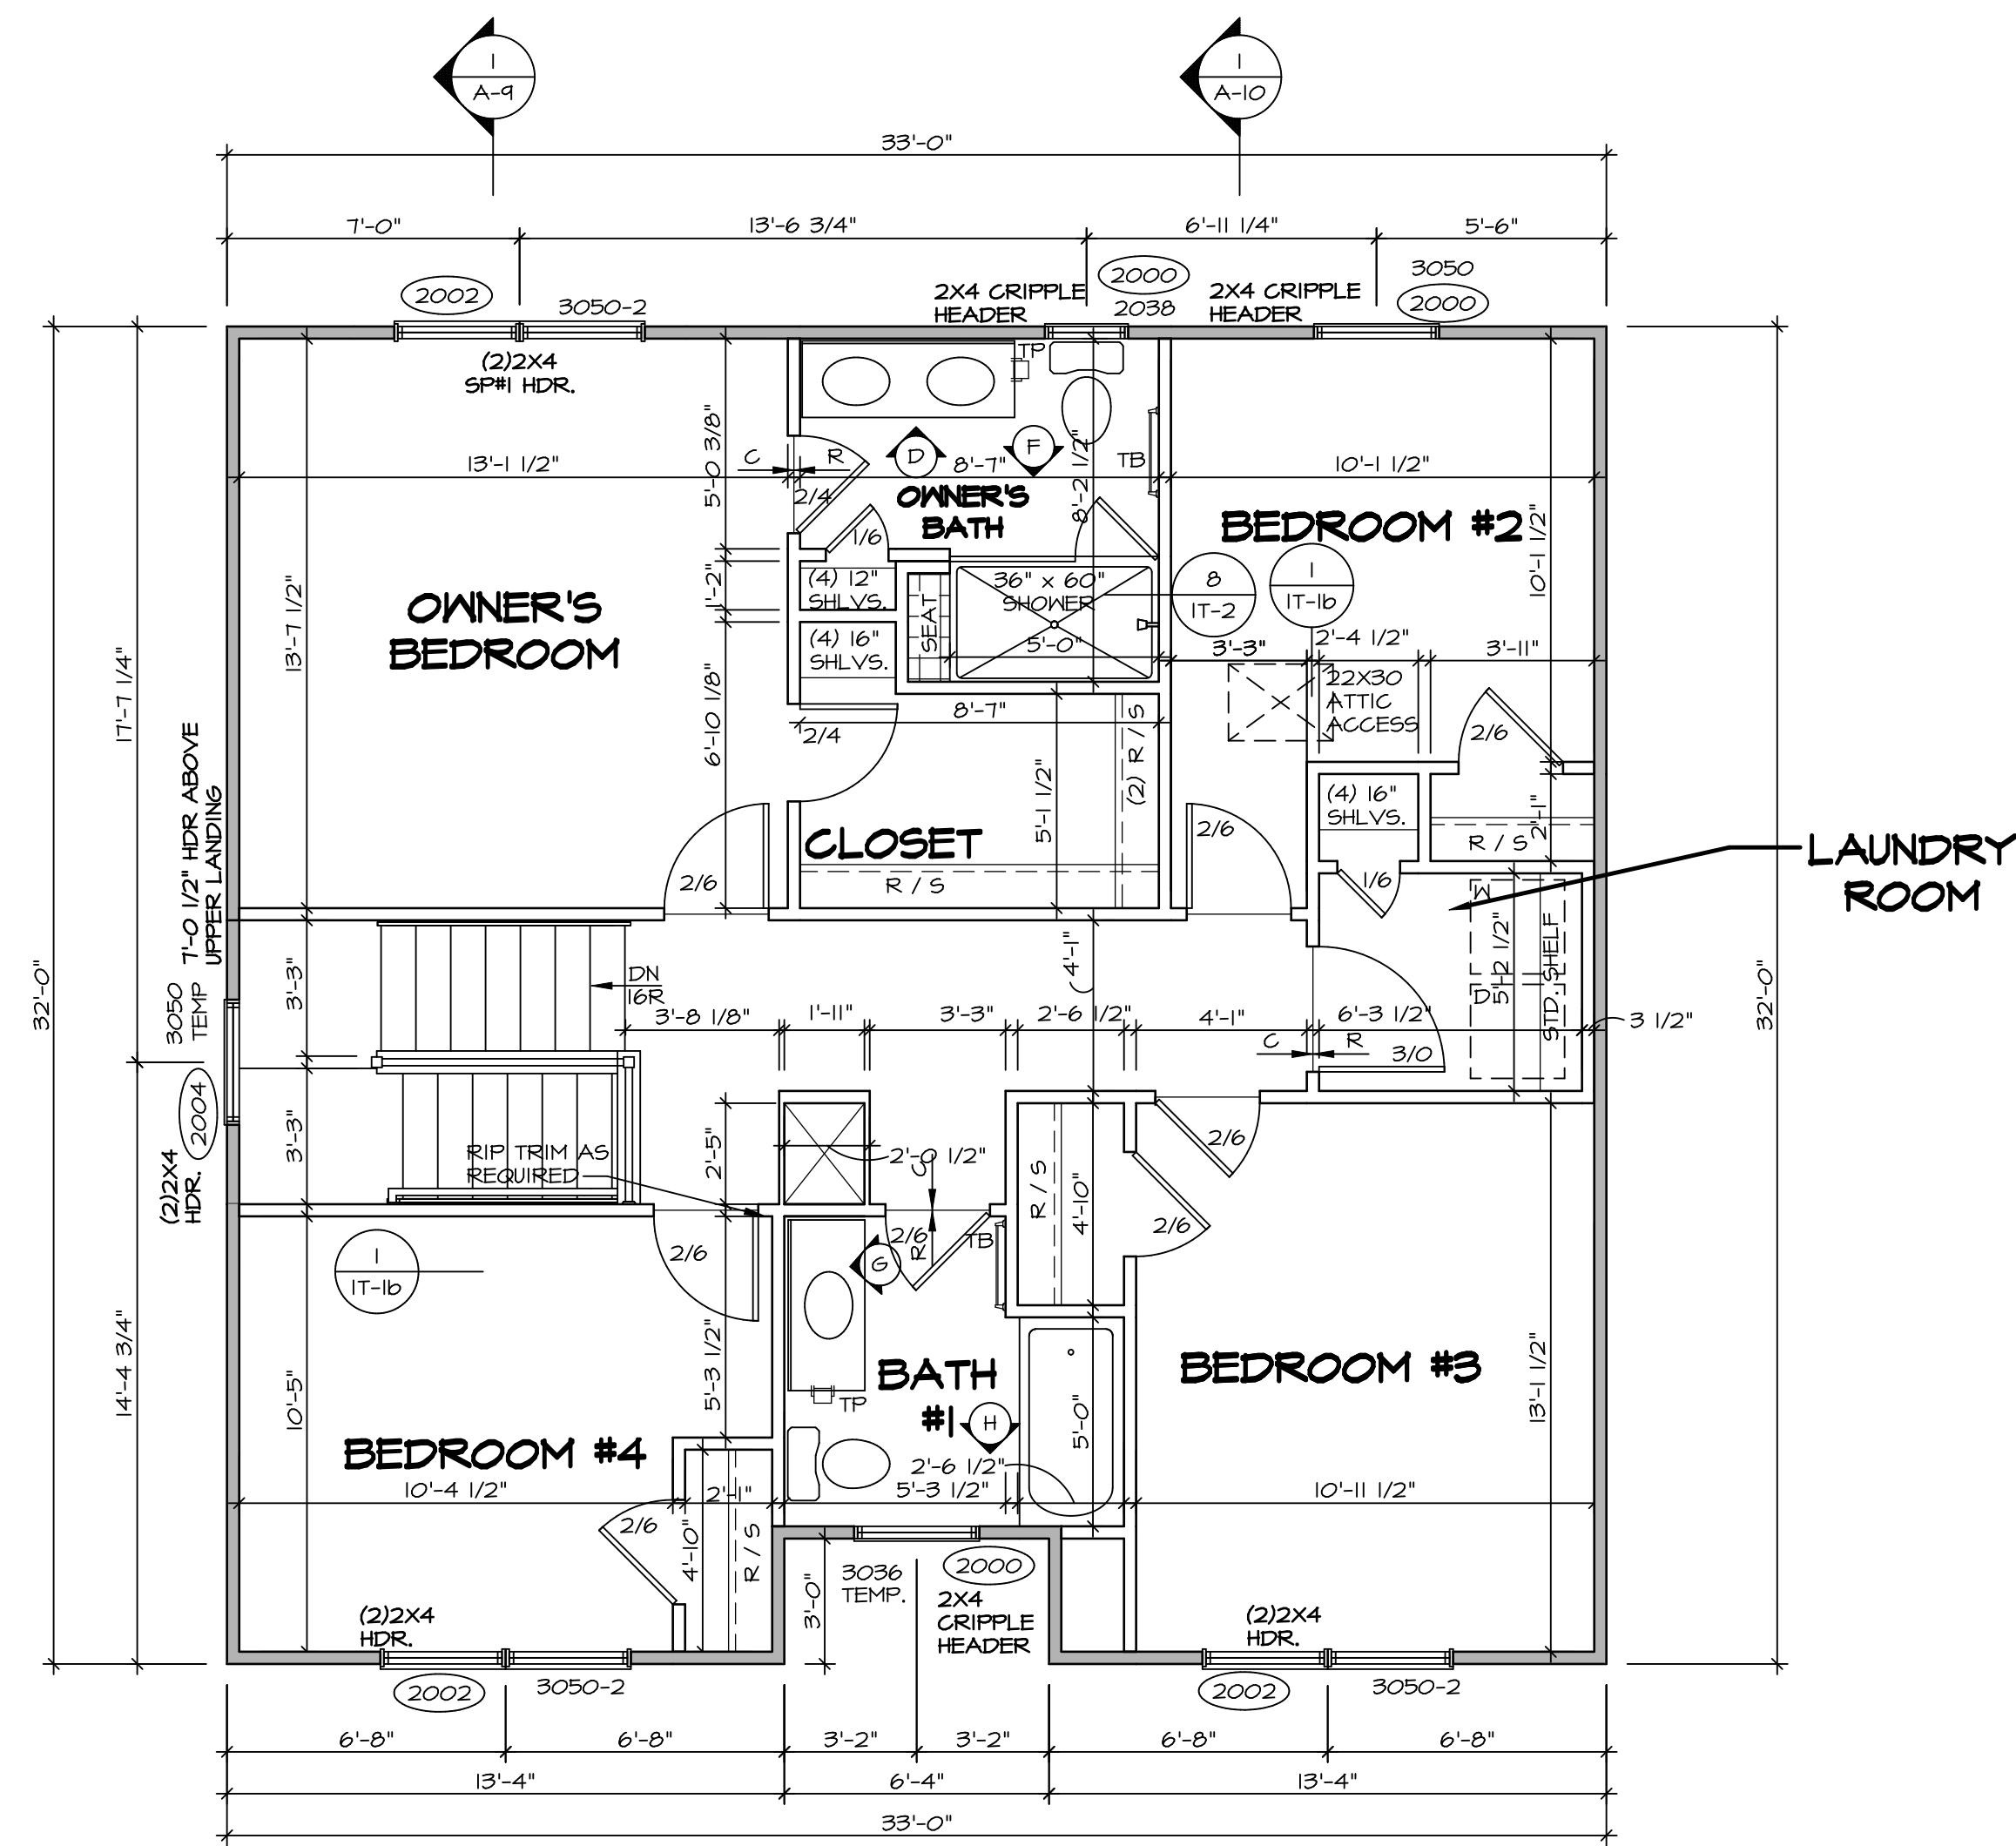 1
A-9
1
A-10
33'-0"
7'-0"
13'-6 3/4"
6'-11 1/4"
5'-6"
2002
3050-2
2X4 CRIPPLE
HEADER
2000
2038
2X4 CRIPPLE
HEADER
3050
2000
(2)2X4
SP#1 HDR.
TP
13'-1 1/2"
5'-0 3/8"
C
R
2/4
D
F
8'-7"
8'-2 1/2"
TB
10'-1 1/2"
OWNER'S
BATH
BEDROOM #2
10'-1 1/2"
1/6
(4) 12"
SHLVS.
1'-2"
36" x 60"
SHOWER
SEAT
5'-0"
8
1T-2
1
1T-1b
13'-7 1/2"
OWNER'S
BEDROOM
(4) 16"
SHLVS.
3'-3"
2'-4 1/2"
3'-11"
22X30
ATTIC
ACCESS
17'-7 1/4"
6'-10 1/8"
8'-7"
2/4
(2) R / S
2/6
5'-1 1/2"
7'-0 1/2" HDR ABOVE
UPPER LANDING
CLOSET
R / S
2/6
2/6
(4) 16"
SHLVS.
2'-1"
R / S
LAUNDRY
ROOM
1/6
W
D
5'-2 1/2"
STD. SHELF
32'-0"
32'-0"
3050
TEMP
3'-3"
DN
16R
4'-1"
3'-8 1/8"
1'-11"
3'-3"
2'-6 1/2"
4'-1"
6'-3 1/2"
3 1/2"
C
R
3/0
2004
(2)2X4
HDR.
3'-3"
RIP TRIM AS
REQUIRED
2'-5"
2'-0 1/2"
C
R
2/6
TB
R / S
4'-10"
2/6
2/6
1
1T-1b
2/6
G
14'-4 3/4"
10'-5"
5'-3 1/2"
BATH
#1
TP
H
5'-0"
BEDROOM #3
13'-1 1/2"
BEDROOM #4
10'-4 1/2"
2'-1"
2'-6 1/2"
5'-3 1/2"
10'-11 1/2"
2/6
4'-10"
R / S
3'-0"
3036
TEMP.
2000
2X4
CRIPPLE
HEADER
(2)2X4
HDR.
(2)2X4
HDR.
2002
3050-2
2002
3050-2
6'-8"
6'-8"
3'-2"
3'-2"
6'-8"
6'-8"
13'-4"
6'-4"
13'-4"
33'-0"